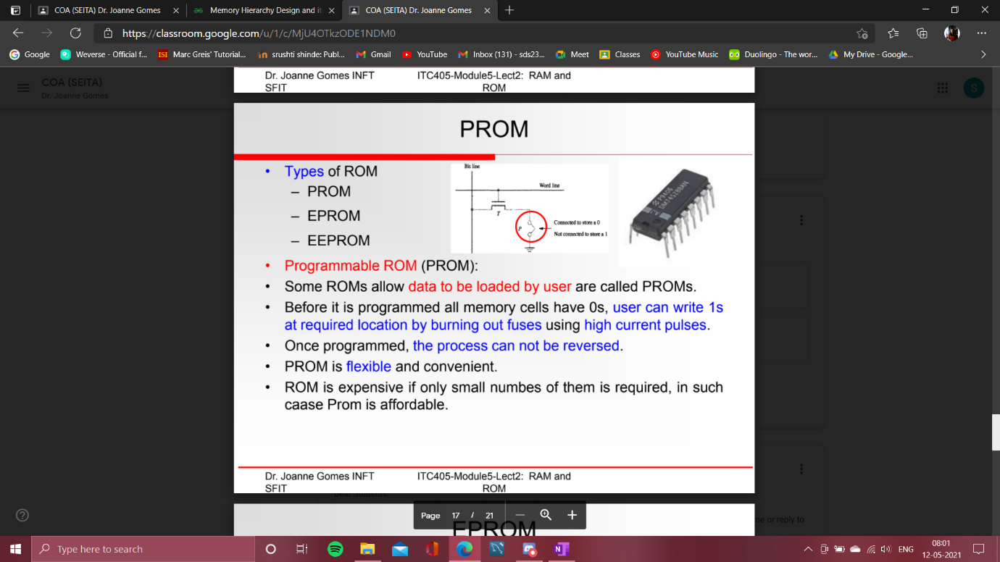 COA (SEITA) Dr. Joanne Gomes
Memory Hierarchy Design and it
COA (SEITA) Dr. Joanne Gomes
https://classroom.google.com/u/1/c/MjU4OTkzODE1NDM0
Google
Weverse - Official f...
ISI
Marc Greis' Tutorial...
srushti shinde: Publ...
Gmail
YouTube
Inbox (131) - sds23...
Meet
Classes
YouTube Music
Duolingo - The wor...
My Drive - Google...
COA (SEITA)
Dr. Joanne Gomes
S
Dr. Joanne Gomes INFT
SFIT
ITC405-Module5-Lect2: RAM and
ROM
PROM
• Types of ROM
– PROM
– EPROM
– EEPROM
Bit line
Word line
T
P
Connected to store a 0
Not connected to store a 1
• Programmable ROM (PROM):
• Some ROMs allow data to be loaded by user are called PROMs.
• Before it is programmed all memory cells have 0s, user can write 1s
at required location by burning out fuses using high current pulses.
• Once programmed, the process can not be reversed.
• PROM is flexible and convenient.
• ROM is expensive if only small numbes of them is required, in such
caase Prom is affordable.
Dr. Joanne Gomes INFT
SFIT
ITC405-Module5-Lect2: RAM and
ROM
Page 17 / 21
EPROM
me or reply to
Type here to search
ENG
08:01
12-05-2021